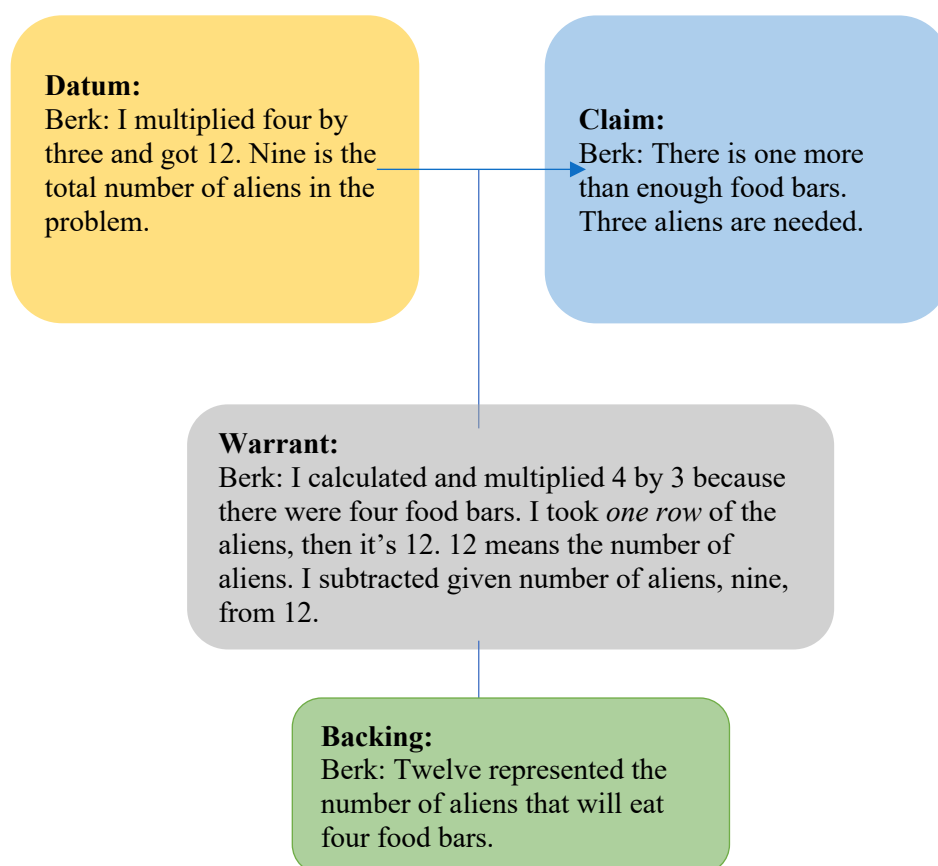 Datum:
Berk: I multiplied four by
three and got 12. Nine is the
total number of aliens in the
problem.
Claim:
Berk: There is one more
than enough food bars.
Three aliens are needed.
Warrant:
Berk: I calculated and multiplied 4 by 3 because
there were four food bars. I took one row of the
aliens, then it’s 12. 12 means the number of
aliens. I subtracted given number of aliens, nine,
from 12.
Backing:
Berk: Twelve represented the
number of aliens that will eat
four food bars.